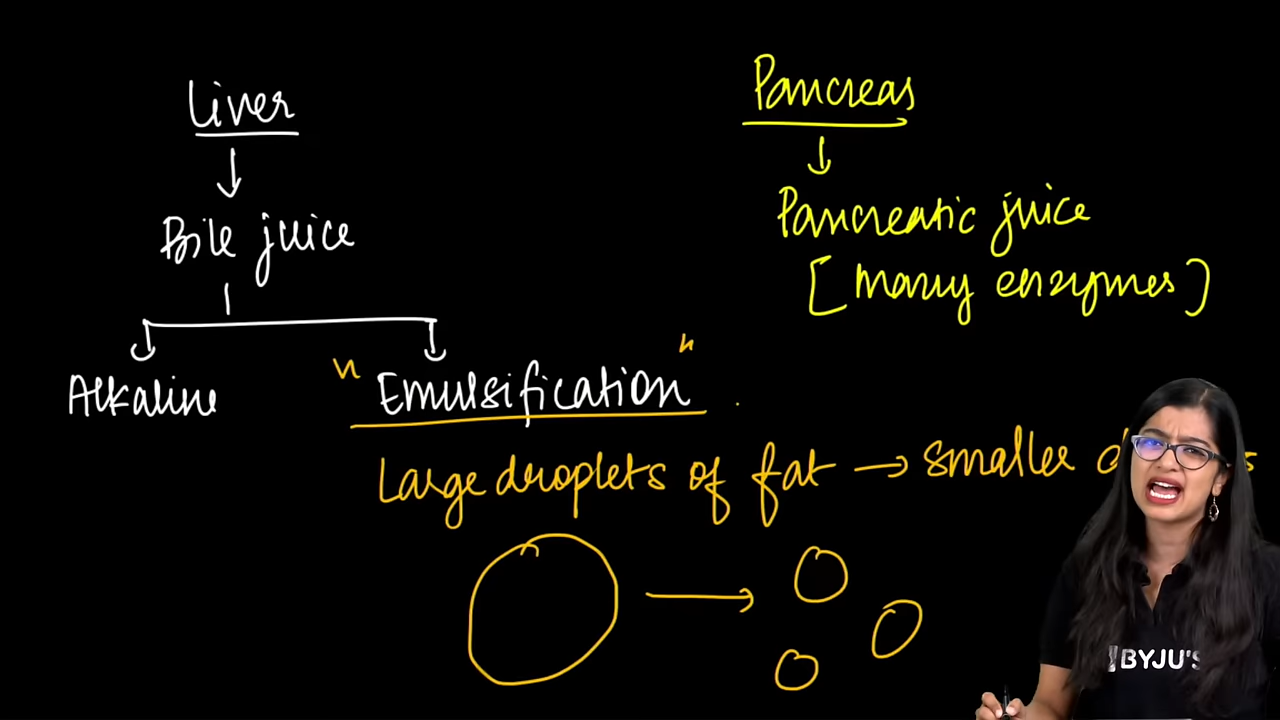 Liver
Bile juice
Alkaline
" Emulsification "
Large droplets of fat → smaller
Pancreas
Pancreatic juice
[Many enzymes]
BYJU'S